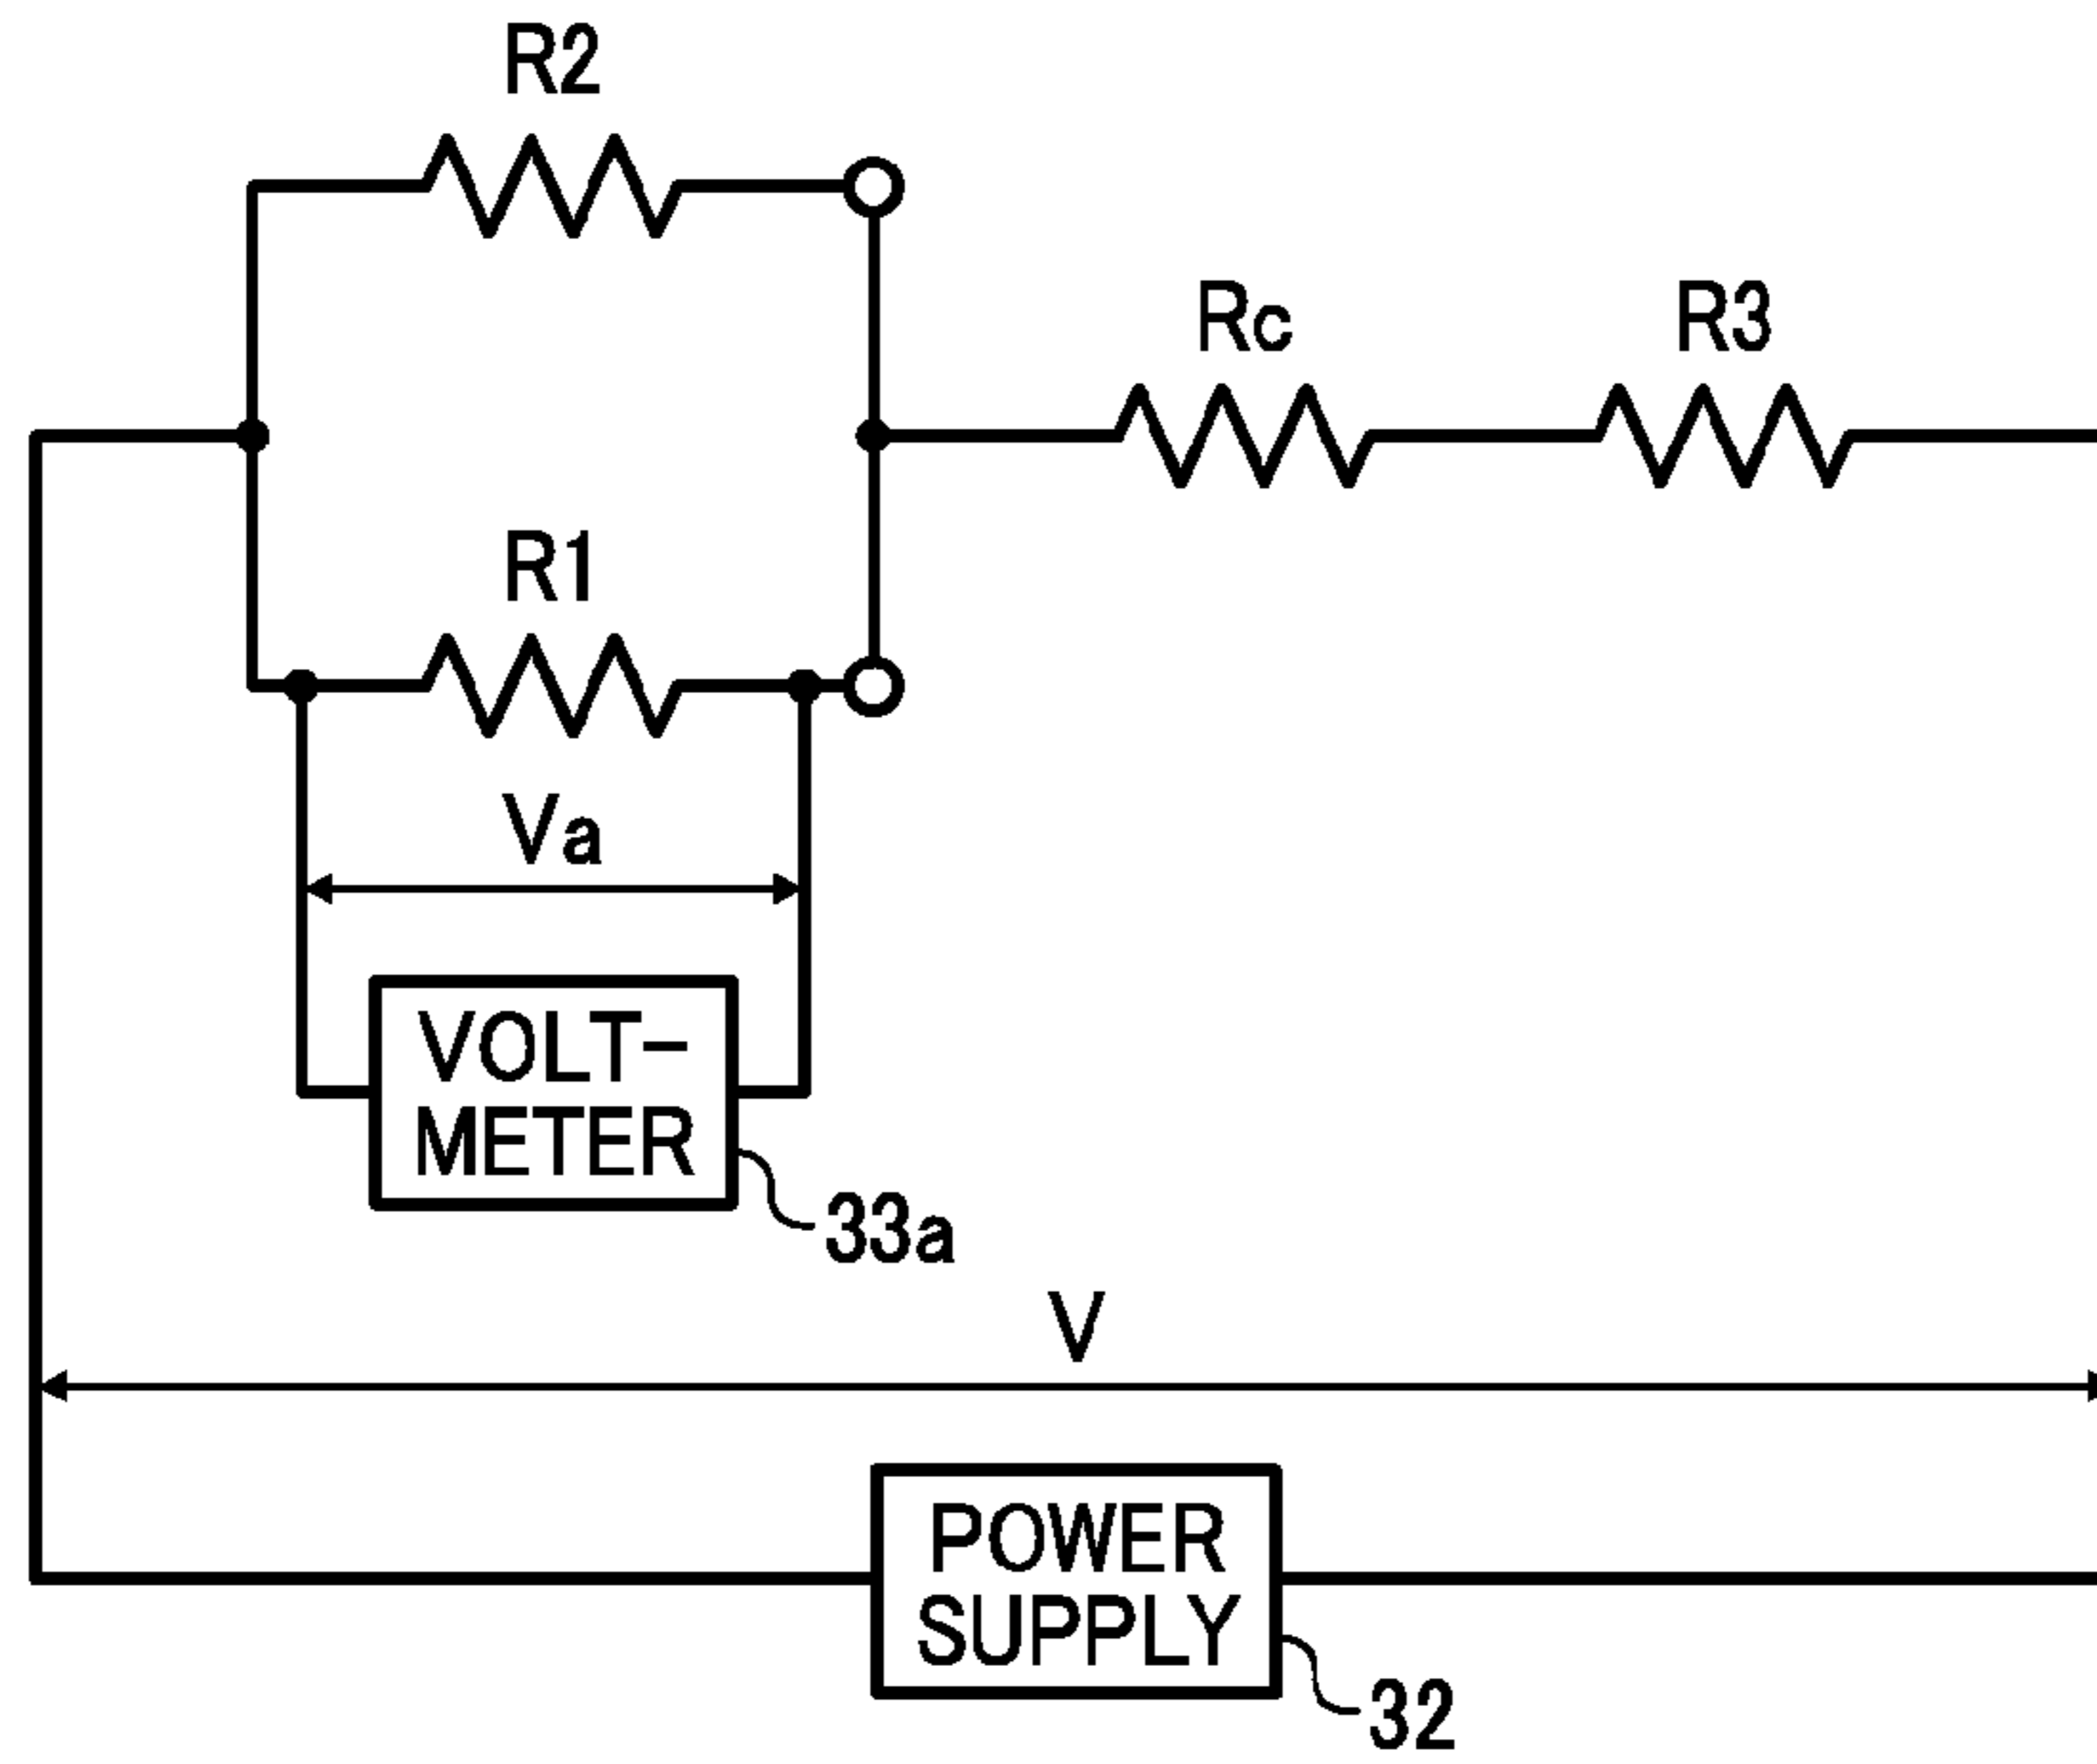 R2
Rc
R3
R1
Va
VOLT-
METER
33a
V
POWER
SUPPLY
32